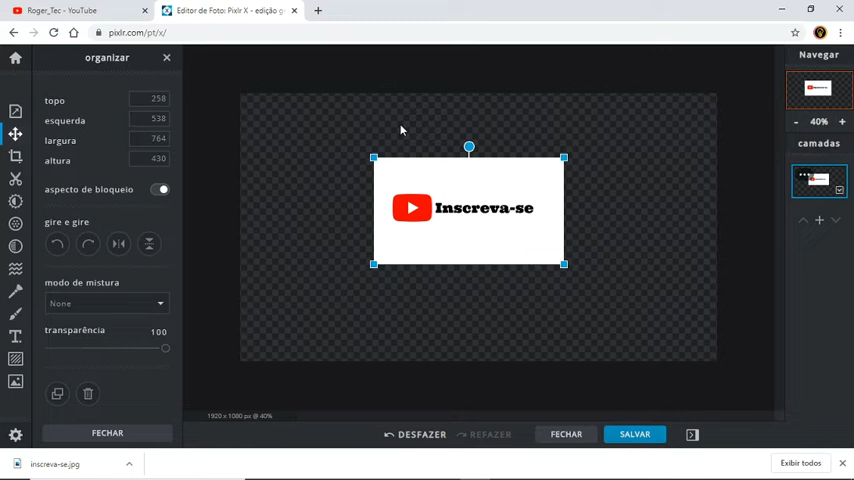 Roger_Tec - YouTube
Editor de Foto: Pixlr X - edição g
pixlr.com/pt/x/
organizar
Navegar
topo 258
esquerda 538
largura 764
altura 430
40%
camadas
aspecto de bloqueio
gire e gire
modo de mistura
None
transparência 100
Inscreva-se
Inscreva-se
FECHAR
1920 x 1080 px @ 40%
DESFAZER
REFAZER
FECHAR
SALVAR
inscreva-se.jpg
Exibir todos